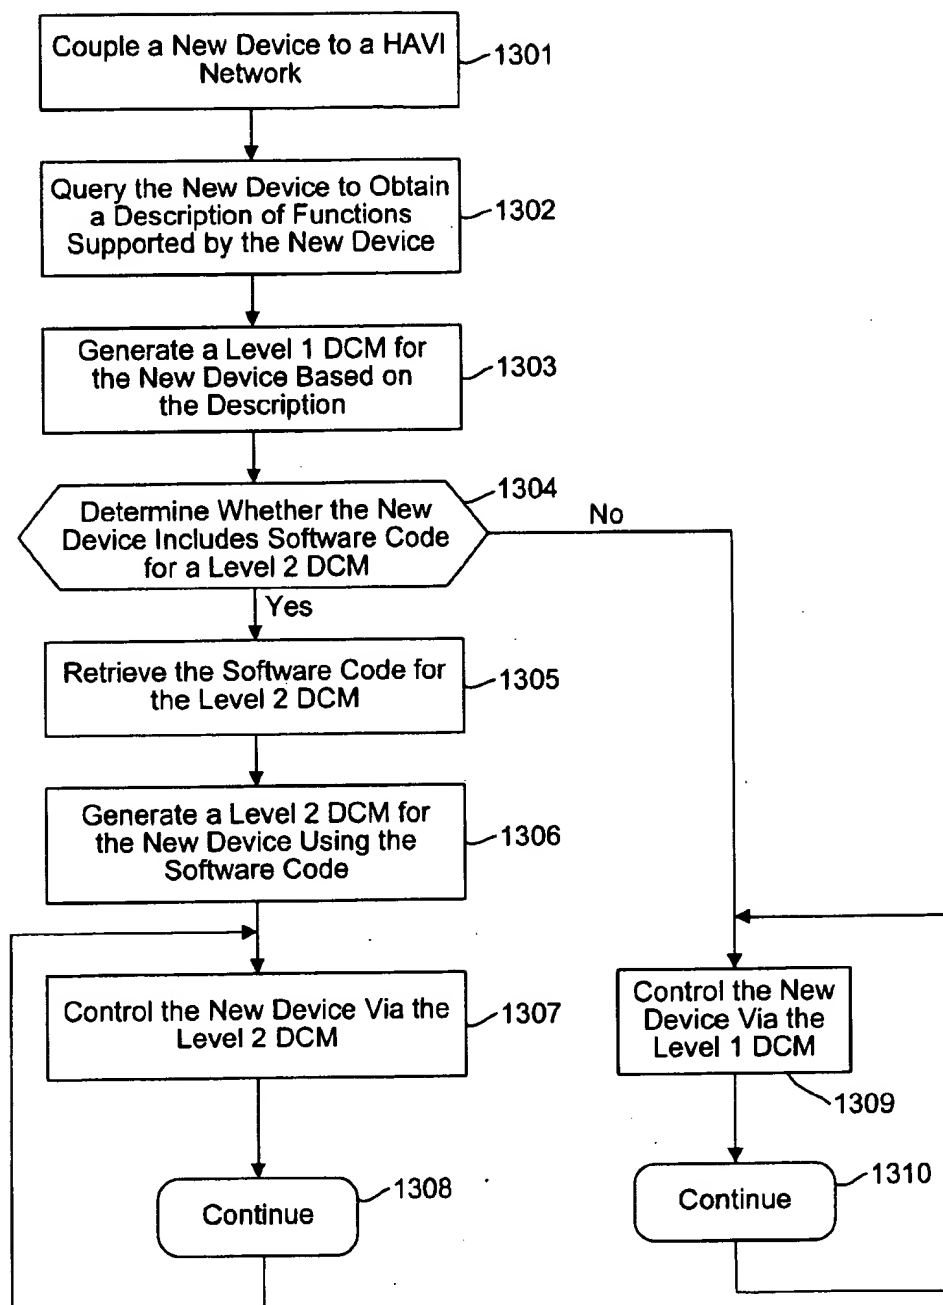 Couple a New Device to a HAVI
Network
1301
Query the New Device to Obtain
a Description of Functions
Supported by the New Device
1302
Generate a Level 1 DCM for
the New Device Based on
the Description
1303
1304
Determine Whether the New
Device Includes Software Code
for a Level 2 DCM
No
Yes
Retrieve the Software Code for
the Level 2 DCM
1305
Generate a Level 2 DCM for
the New Device Using the
Software Code
1306
Control the New Device Via the
Level 2 DCM
1307
Control the New
Device Via the
Level 1 DCM
1309
Continue
1308
Continue
1310